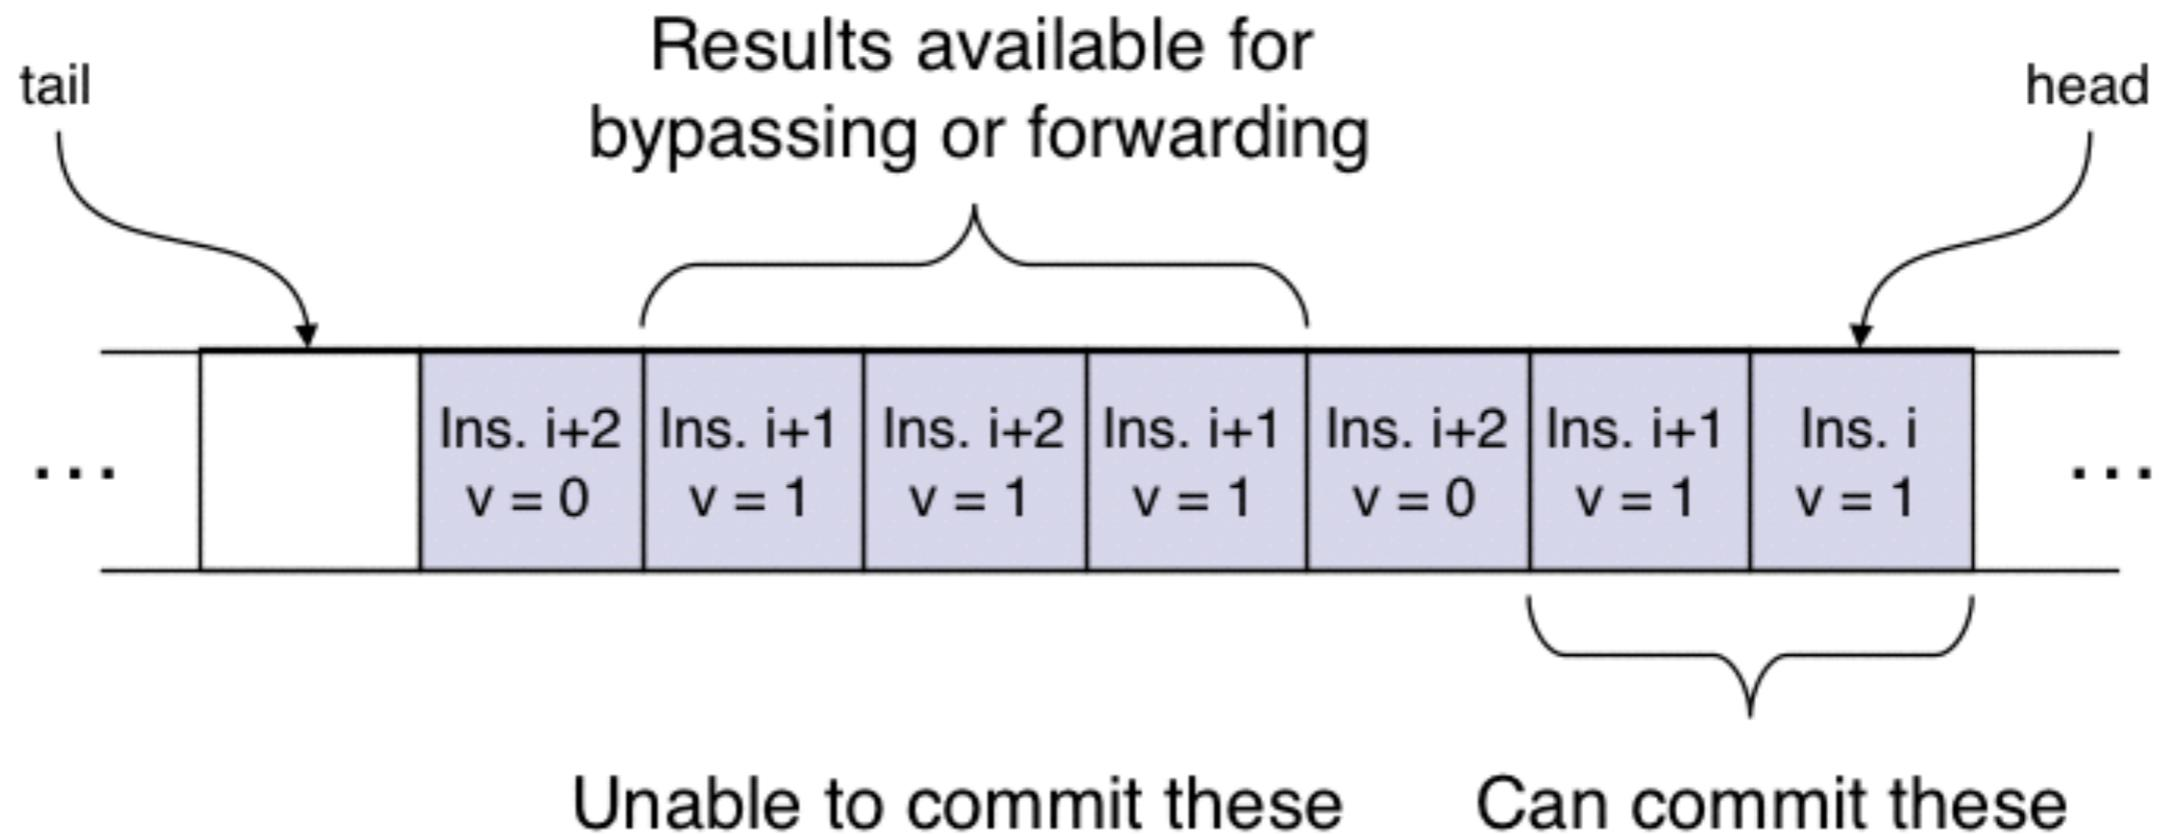 Results available for
bypassing or forwarding
tail
head
Ins. i+2
v = 0
Ins. i+1
v = 1
Ins. i+2
v = 1
Ins. i+1
v = 1
Ins. i+2
v = 0
Ins. i+1
v = 1
Ins. i
v = 1
...
...
Unable to commit these
Can commit these